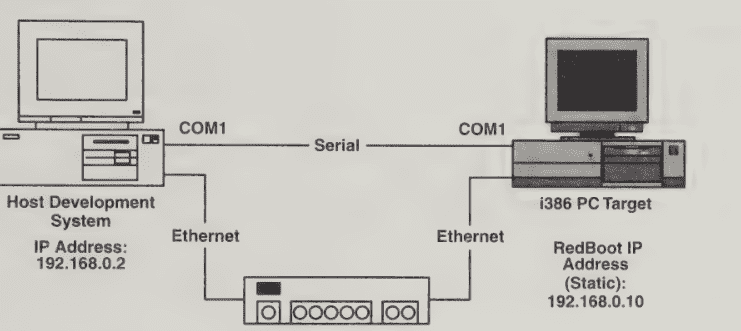 COM1
Serial
COM1
Host Development
System
IP Address:
192.168.0.2
Ethernet
Ethernet
i386 PC Target
RedBoot IP
Address
(Static):
192.168.0.10